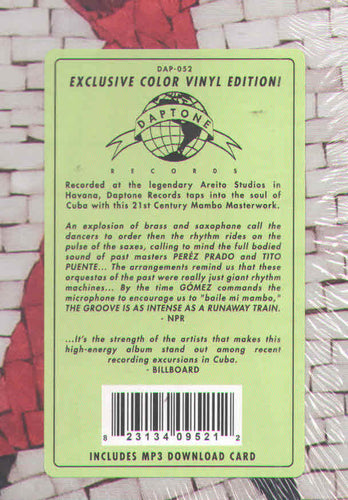 DAP-052
EXCLUSIVE COLOR VINYL EDITION!
DAPTONE
RECORDS
Recorded at the legendary Areito Studios in
Havana, Daptone Records taps into the soul of
Cuba with this 21st Century Mambo Masterwork.
An explosion of brass and saxophone call the
dancers to order then the rhythm rides on the
pulse of the saxes, calling to mind the full bodied
sound of past masters PERÉZ PRADO and TITO
PUENTE... The arrangements remind us that these
orquestas of the past were really just giant rhythm
machines... By the time GÓMEZ commands the
microphone to encourage us to "baile mi mambo,"
THE GROOVE IS AS INTENSE AS A RUNAWAY TRAIN.
- NPR
...It's the strength of the artists that makes this
high-energy album stand out among recent
recording excursions in Cuba.
- BILLBOARD
8 23134 09521 2
INCLUDES MP3 DOWNLOAD CARD